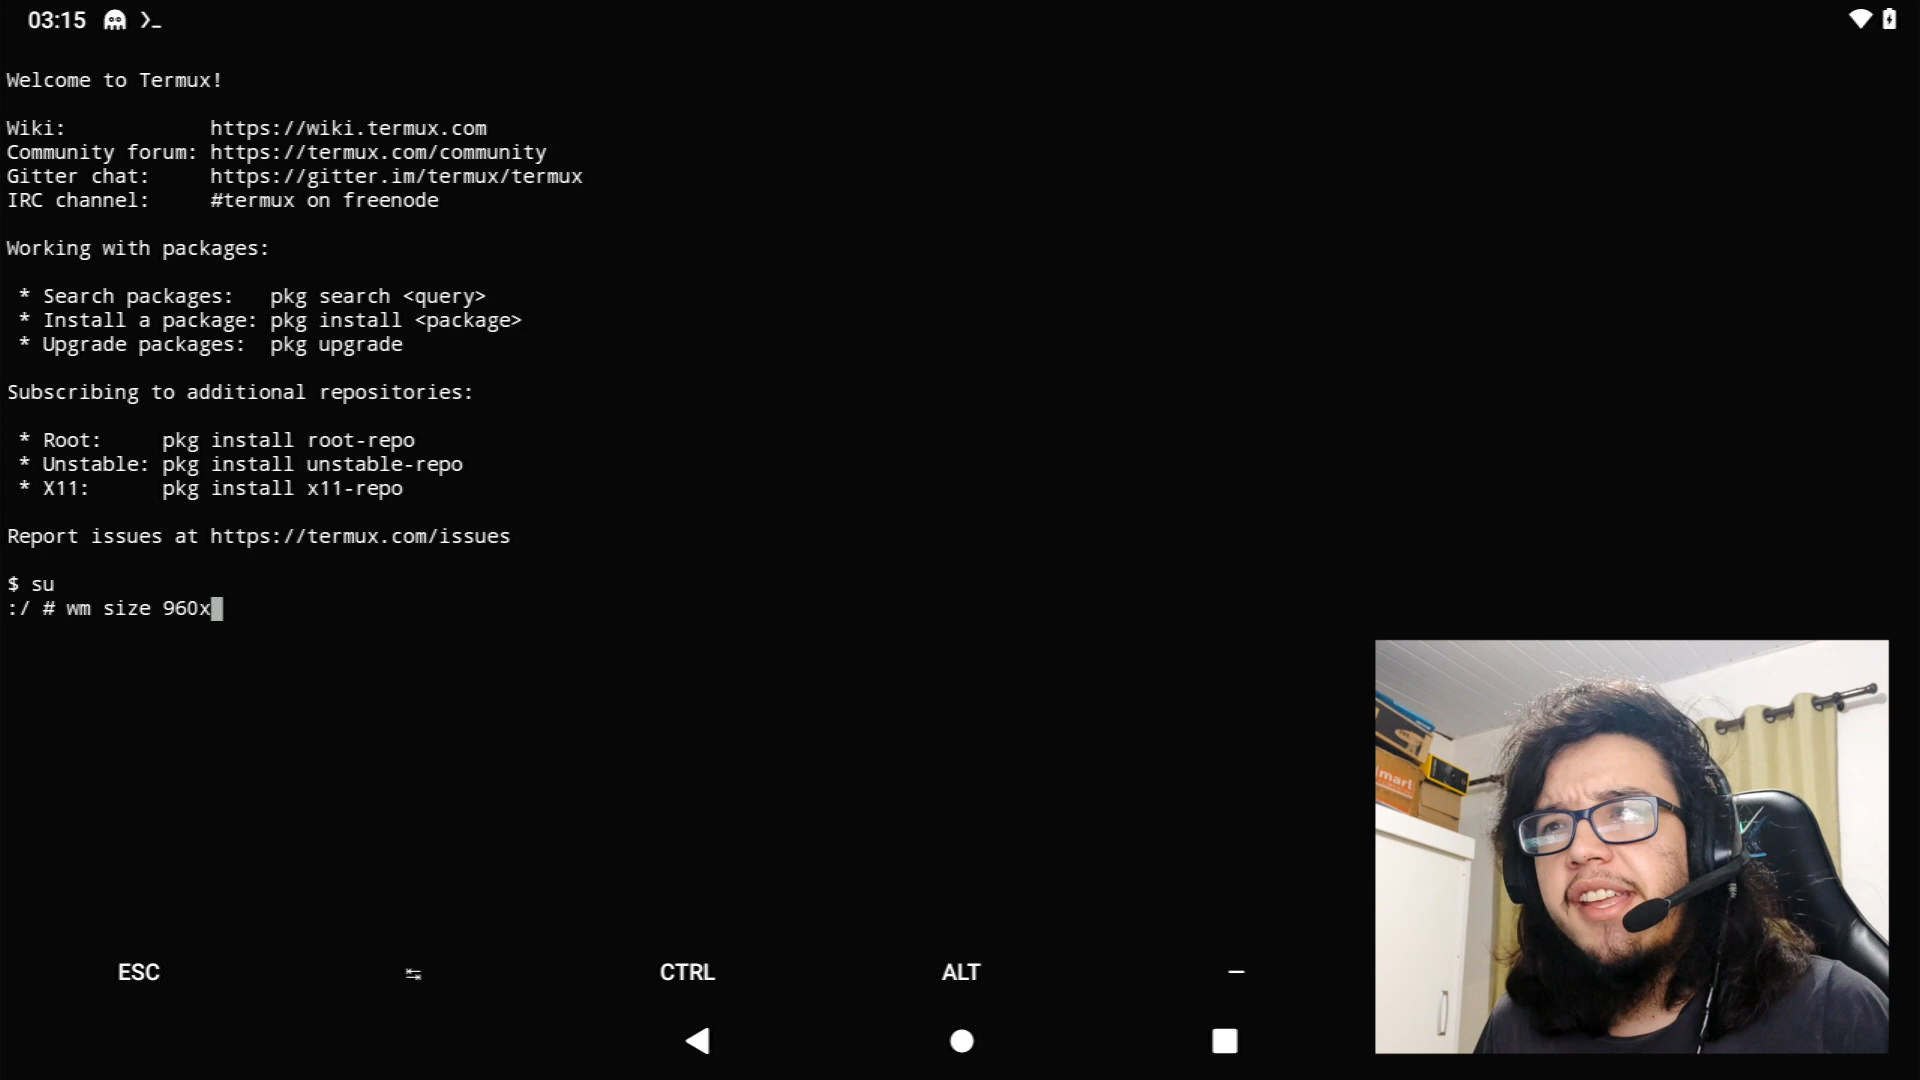 03:15
Welcome to Termux!
Wiki: https://wiki.termux.com
Community forum: https://termux.com/community
Gitter chat: https://gitter.im/termux/termux
IRC channel: #termux on freenode
Working with packages:
* Search packages: pkg search <query>
* Install a package: pkg install <package>
* Upgrade packages: pkg upgrade
Subscribing to additional repositories:
* Root: pkg install root-repo
* Unstable: pkg install unstable-repo
* X11: pkg install x11-repo
Report issues at https://termux.com/issues
$ su
:/ # wm size 960x
mart
ESC CTRL ALT —